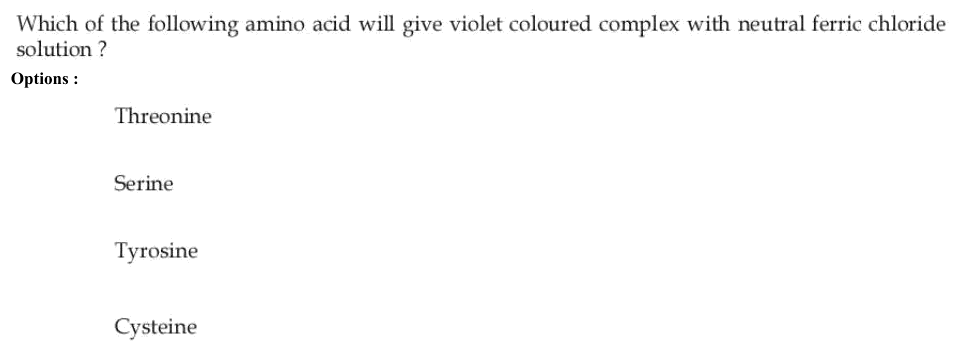 Which of the following amino acid will give violet coloured complex with neutral ferric chloride
solution ?
Options :
Threonine
Serine
Tyrosine
Cysteine